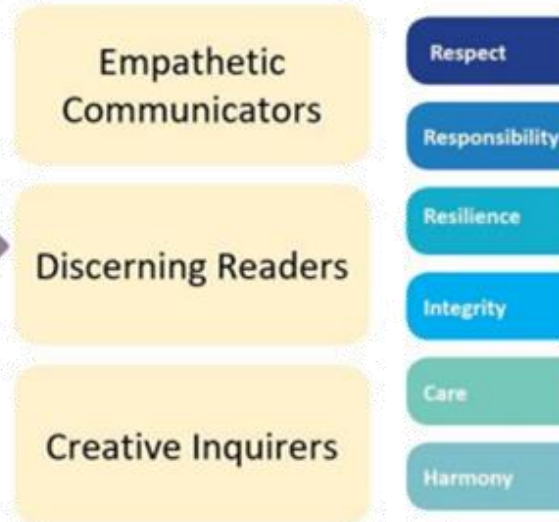 Empathetic
Communicators
Discerning Readers
Creative Inquirers
Respect
Responsibility
Resilience
Integrity
Care
Harmony